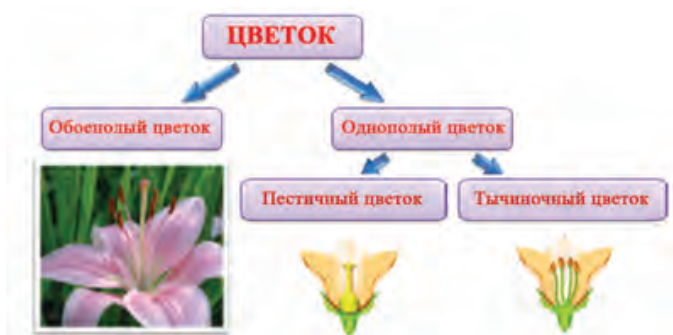 ЦВЕТОК
Обоеполый цветок
Однополый цветок
Пестичный цветок
Тычиночный цветок